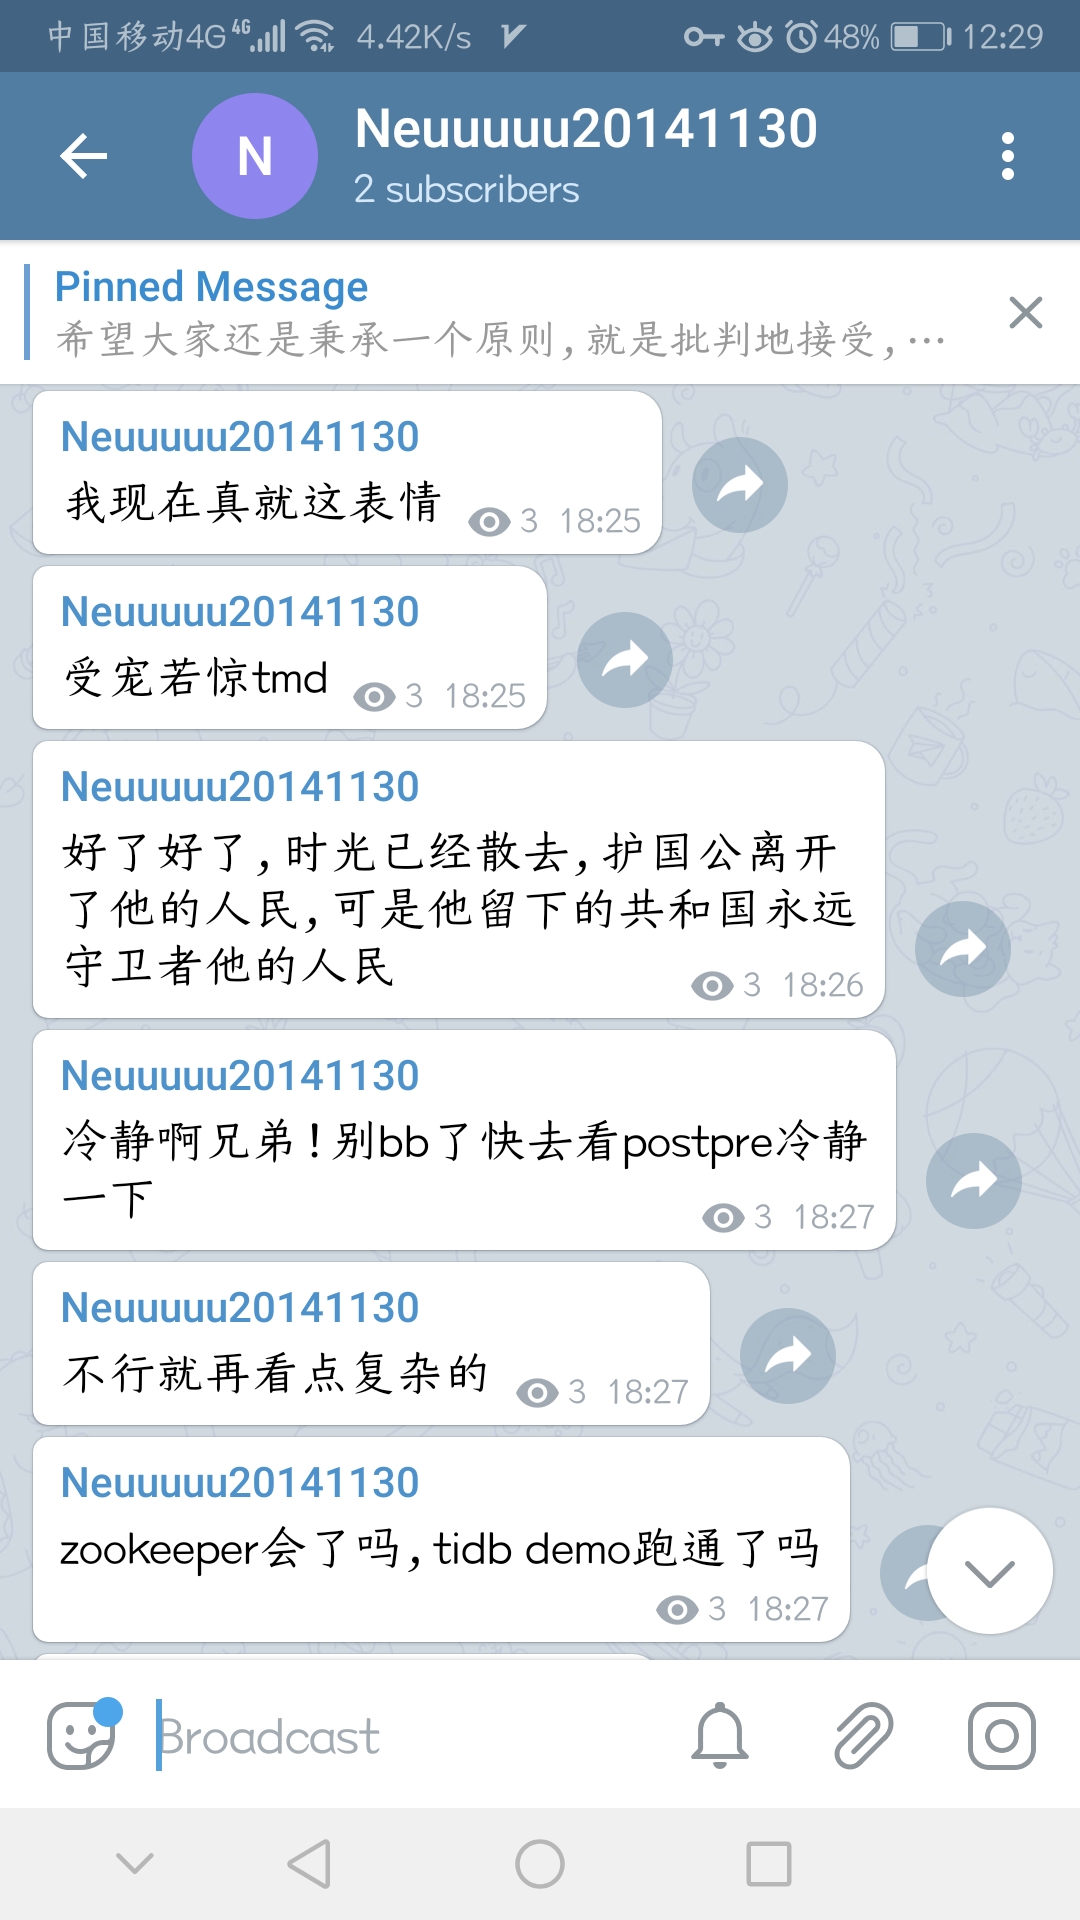 中国移动4G 4G 4.42K/s 48% 12:29
N
Neuuuuu20141130
2 subscribers
Pinned Message
希望大家还是秉承一个原则,就是批判地接受,…
Neuuuuu20141130
我现在真就这表情
3 18:25
Neuuuuu20141130
受宠若惊tmd
3 18:25
Neuuuuu20141130
好了好了,时光已经散去,护国公离开
了他的人民,可是他留下的共和国永远
守卫者他的人民
3 18:26
Neuuuuu20141130
冷静啊兄弟!别bb了快去看postpre冷静
一下
3 18:27
Neuuuuu20141130
不行就再看点复杂的
3 18:27
Neuuuuu20141130
zookeeper会了吗,tidb demo跑通了吗
3 18:27
Broadcast